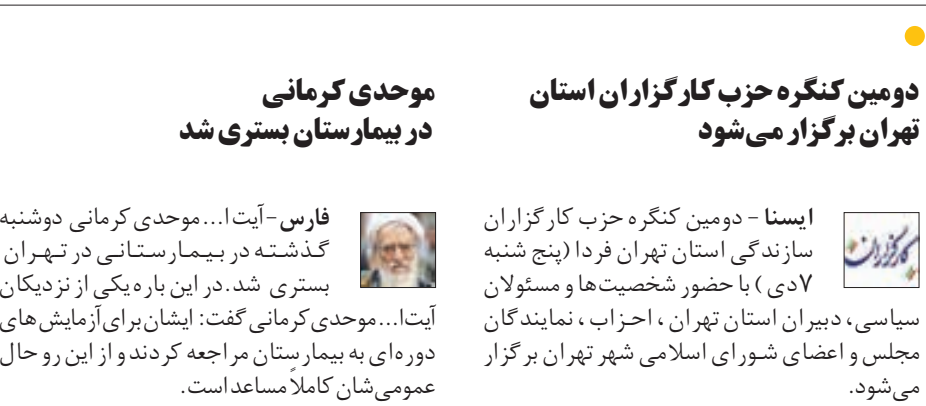 دومین کنگره حزب کارگزاران استان
تهران برگزار می‌شود
ایسنا - دومین کنگره حزب کارگزاران
سازندگی استان تهران فردا (پنج شنبه
۷دی ) با حضور شخصیت‌ها و مسئولان
سیاسی، دبیران استان تهران ، احزاب ، نمایندگان
مجلس و اعضای شورای اسلامی شهر تهران برگزار
می‌شود.
کارگزاران
موحدی کرمانی
در بیمارستان بستری شد
فارس -آیت‌ا... موحدی کرمانی دوشنبه
گذشته در بیمارستانی در تهران
بستری شد.در این باره یکی از نزدیکان
آیت‌ا... موحدی کرمانی گفت: ایشان برای آزمایش های
دوره‌ای به بیمارستان مراجعه کردند و از این رو حال
عمومی‌شان کاملاً مساعد است.